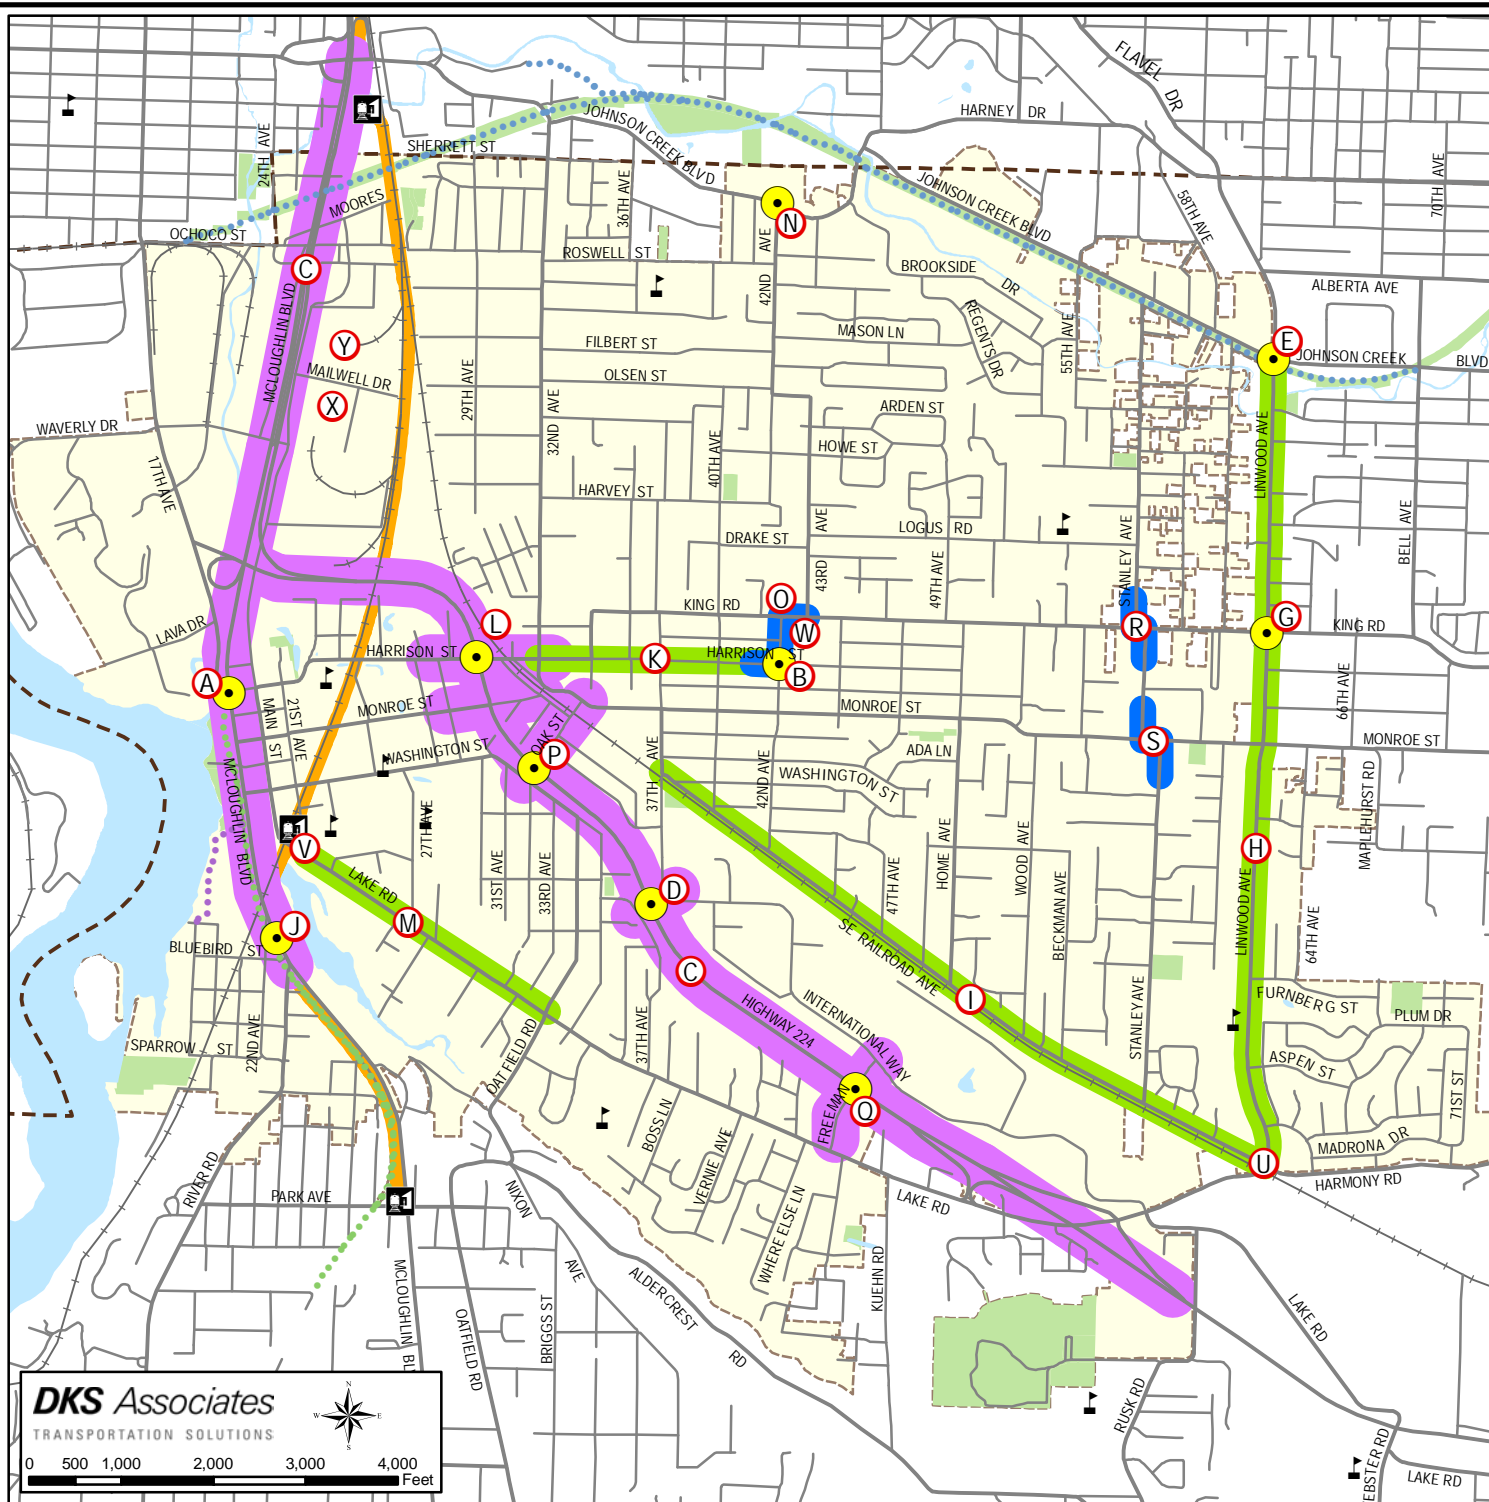 FLAVEL DR
HARNEY DR
JOHNSON CREEK BLVD
SHERRETT ST
24TH AVE
MOORES
36TH AVE
JOHNSON CREEK BLVD
58TH AVE
70TH AVE
OCHOCO ST
N
ROSWELL ST
42ND AVE
BROOKSIDE DR
C
ALBERTA AVE
MCLOUGHLIN BLVD
Y
FILBERT ST
MASON LN
REGENTS DR
55TH AVE
E
JOHNSON CREEK BLVD
MAILWELL DR
29TH AVE
OLSEN ST
X
32ND AVE
ARDEN ST
WAVERLY DR
40TH AVE
HOWE ST
LINWOOD AVE
17TH AVE
HARVEY ST
DRAKE ST
43RD AVE
LOGUS RD
STANLEY AVE
BELL AVE
49TH AVE
O
KING RD
LAVA DR
L
W
R
G
KING RD
HARRISON ST
K
HARRISON ST
B
A
66TH AVE
MAIN ST
21ST AVE
MONROE ST
MONROE ST
OAK ST
S
MONROE ST
WASHINGTON ST
P
37TH AVE
42ND AVE
ADA LN
WASHINGTON ST
MAPLEHURST RD
MCLOUGHLIN BLVD
27TH AVE
V
H
LAKE RD
31ST AVE
33RD AVE
D
47TH AVE
HOME AVE
WOOD AVE
BECKMAN AVE
LINWOOD AVE
64TH AVE
M
J
BLUEBIRD ST
SE RAILROAD AVE
C
I
HIGHWAY 224
INTERNATIONAL WAY
FURNBERG ST
PLUM DR
STANLEY AVE
SPARROW ST
22ND AVE
OATFIELD RD
37TH AVE
ASPEN ST
71ST ST
FREEMAN
Q
BOSS LN
VERNIE AVE
MADRONA DR
U
HARMONY RD
RIVER RD
PARK AVE
NIXON AVE
LAKE RD
WHERE ELSE LN
KUEHN RD
MCLOUGHLIN BL
OATFIELD RD
BRIGGS ST
ALDERCREST RD
LAKE RD
RUSK RD
EBSTER RD
LAKE RD
DKS Associates
TRANSPORTATION SOLUTIONS
N
W E
S
0 500 1,000 2,000 3,000 4,000
Feet